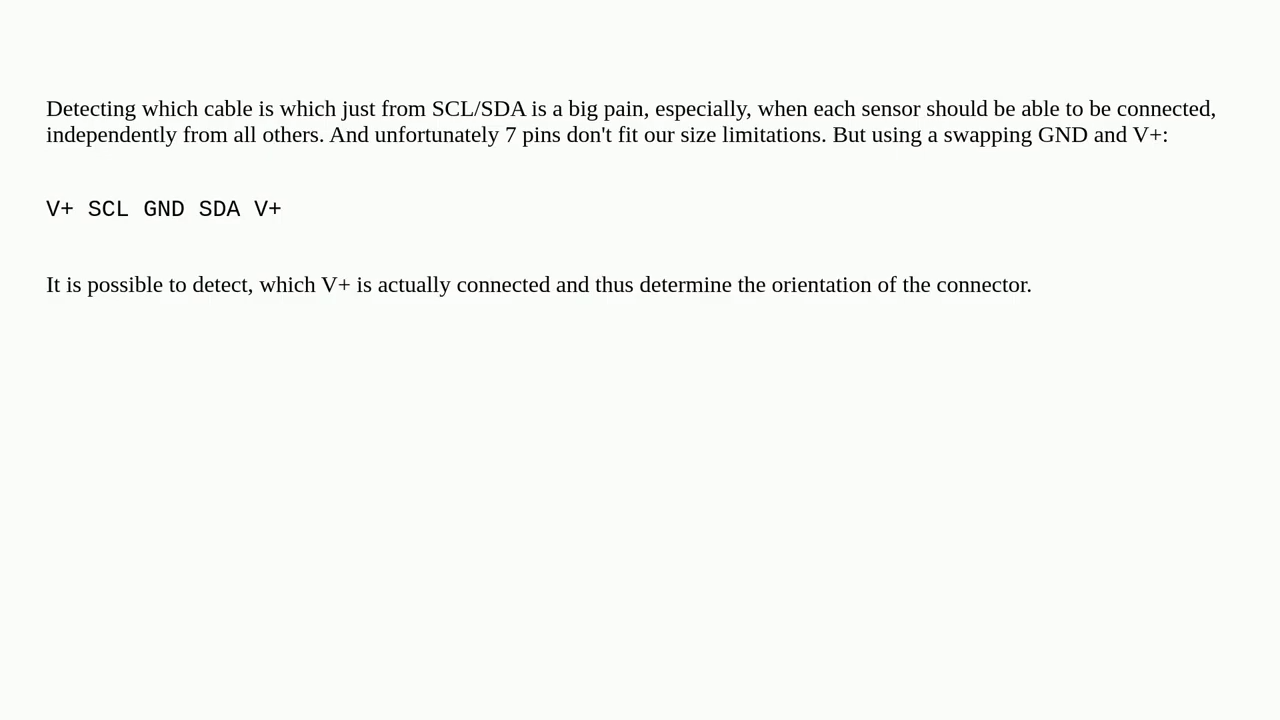 Detecting which cable is which just from SCL/SDA is a big pain, especially, when each sensor should be able to be connected,
independently from all others. And unfortunately 7 pins don't fit our size limitations. But using a swapping GND and V+:
V+ SCL GND SDA V+
It is possible to detect, which V+ is actually connected and thus determine the orientation of the connector.